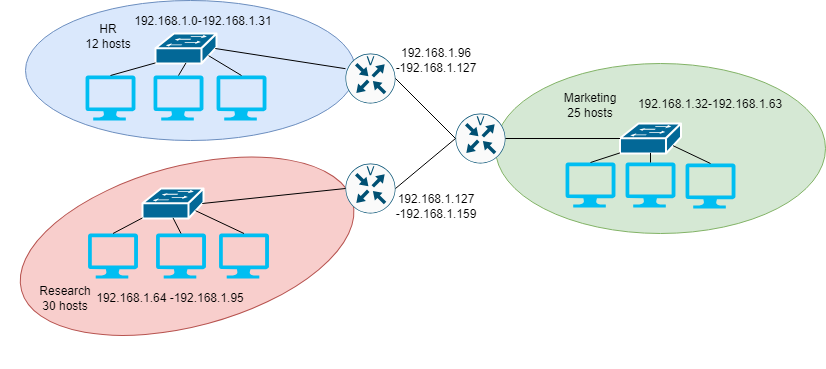 HR
12 hosts
192.168.1.0-192.168.1.31
V
192.168.1.96
-192.168.1.127
V
Marketing
25 hosts
192.168.1.32-192.168.1.63
V
192.168.1.127
-192.168.1.159
Research
30 hosts
192.168.1.64 -192.168.1.95